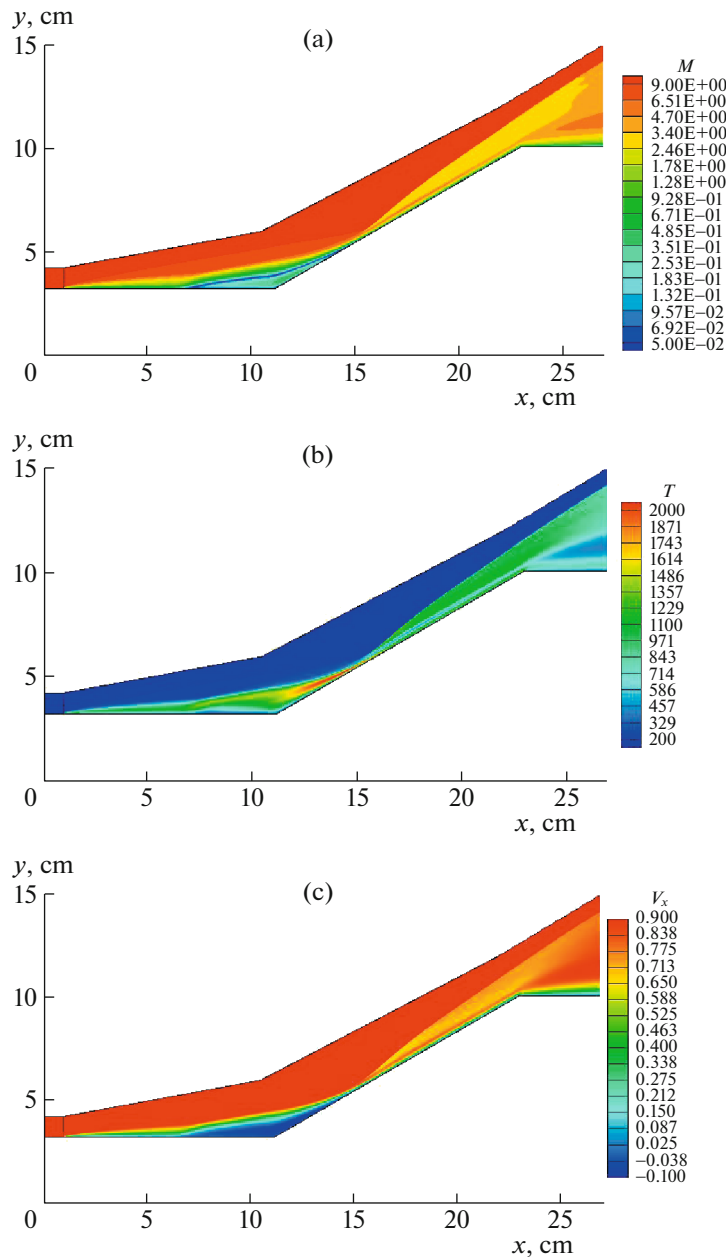 y, cm
(a)
15
10
5
0
5
10
15
20
25
x, cm
M
9.00E+00
6.51E+00
4.70E+00
3.40E+00
2.46E+00
1.78E+00
1.28E+00
9.28E–01
6.71E–01
4.85E–01
3.51E–01
2.53E–01
1.83E–01
1.32E–01
9.57E–02
6.92E–02
5.00E–02
y, cm
(b)
15
10
5
0
5
10
15
20
25
x, cm
T
2000
1871
1743
1614
1486
1357
1229
1100
971
843
714
586
457
329
200
y, cm
(c)
15
10
5
0
5
10
15
20
25
x, cm
Vx
0.900
0.838
0.775
0.713
0.650
0.588
0.525
0.463
0.400
0.338
0.275
0.212
0.150
0.087
0.025
–0.038
–0.100